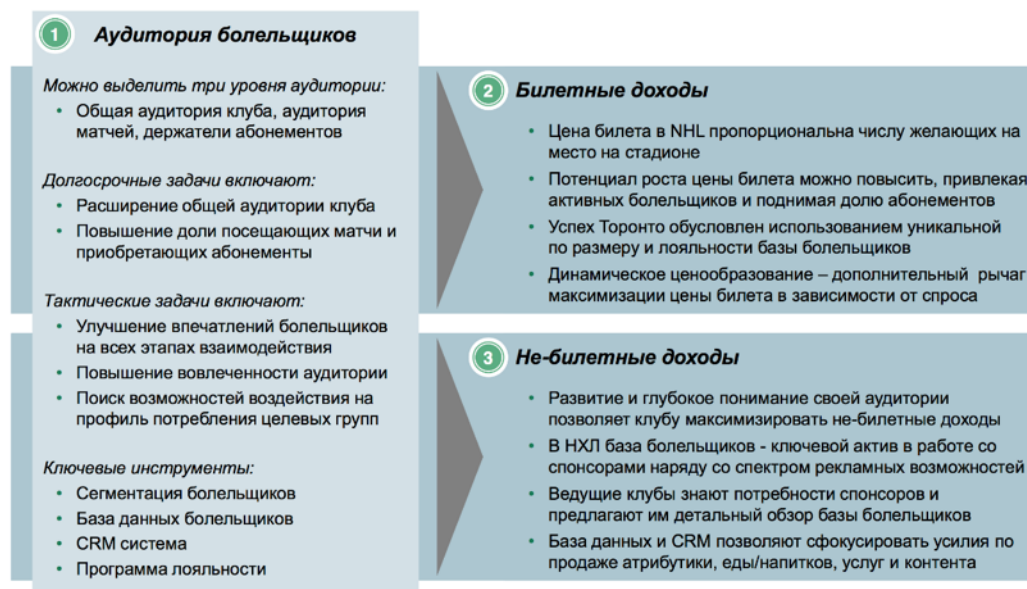 1 Аудитория болельщиков
Можно выделить три уровня аудитории:
• Общая аудитория клуба, аудитория
матчей, держатели абонементов
Долгосрочные задачи включают:
• Расширение общей аудитории клуба
• Повышение доли посещающих матчи и
приобретающих абонементы
Тактические задачи включают:
• Улучшение впечатлений болельщиков
на всех этапах взаимодействия
• Повышение вовлеченности аудитории
• Поиск возможностей воздействия на
профиль потребления целевых групп
Ключевые инструменты:
• Сегментация болельщиков
• База данных болельщиков
• CRM система
• Программа лояльности
2 Билетные доходы
• Цена билета в NHL пропорциональна числу желающих на
место на стадионе
• Потенциал роста цены билета можно повысить, привлекая
активных болельщиков и поднимая долю абонементов
• Успех Торонто обусловлен использованием уникальной
по размеру и лояльности базы болельщиков
• Динамическое ценообразование – дополнительный рычаг
максимизации цены билета в зависимости от спроса
3 Не-билетные доходы
• Развитие и глубокое понимание своей аудитории
позволяет клубу максимизировать не-билетные доходы
• В НХЛ база болельщиков - ключевой актив в работе со
спонсорами наряду со спектром рекламных возможностей
• Ведущие клубы знают потребности спонсоров и
предлагают им детальный обзор базы болельщиков
• База данных и CRM позволяют сфокусировать усилия по
продаже атрибутики, еды/напитков, услуг и контента